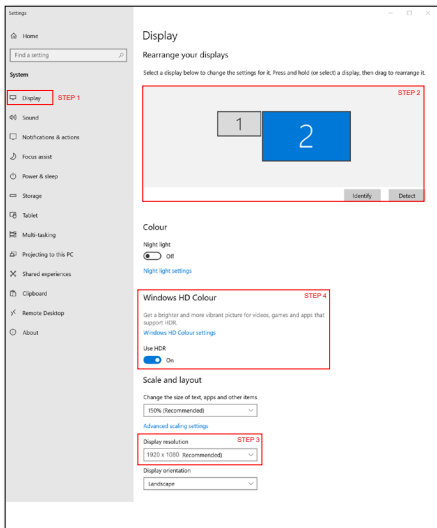 Settings
Home
Find a setting
System
Display
STEP 1
Sound
Notifications & actions
Focus assist
Power & sleep
Storage
Tablet
Multi-tasking
Projecting to this PC
Shared experiences
Clipboard
Remote Desktop
About
Display
Rearrange your displays
Select a display below to change the settings for it. Press and hold (or select) a display, then drag to rearrange it.
STEP 2
1
2
Identify
Detect
Colour
Night light
Off
Night light settings
Windows HD Colour
STEP 4
Get a brighter and more vibrant picture for videos, games and apps that
support HDR.
Windows HD Colour settings
Use HDR
On
Scale and layout
Change the size of text, apps and other items
150% (Recommended)
Advanced scaling settings
Display resolution
STEP 3
1920 x 1080 (Recommended)
Display orientation
Landscape